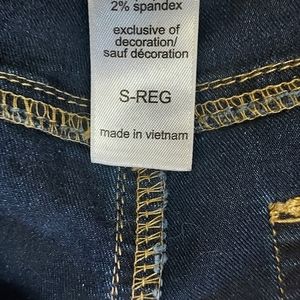 2% spandex
exclusive of
decoration/
sauf décoration
S-REG
made in vietnam